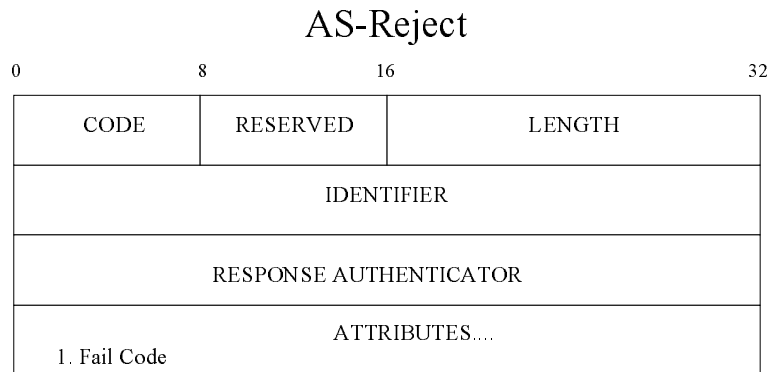 AS-Reject
0 8 16 32
CODE RESERVED LENGTH
IDENTIFIER
RESPONSE AUTHENTICATOR
ATTRIBUTES....
1. Fail Code